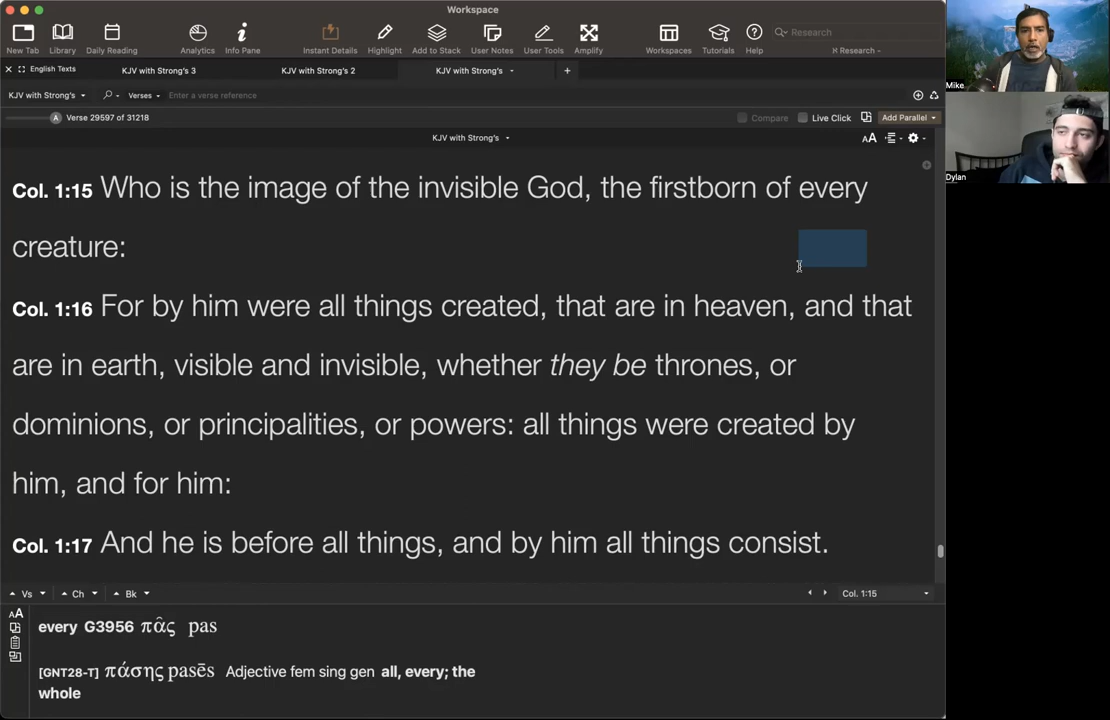 Workspace
New Tab Library Daily Reading Analytics Info Pane Instant Details Highlight Add to Stack User Notes User Tools Amplify Workspaces Tutorials Help Research
Research
English Texts KJV with Strong's 3 KJV with Strong's 2 KJV with Strong's
KJV with Strong's Verses Enter a verse reference
A Verse 29597 of 31218 Compare Live Click Add Parallel
KJV with Strong's AA
Col. 1:15 Who is the image of the invisible God, the firstborn of every
creature:
Col. 1:16 For by him were all things created, that are in heaven, and that
are in earth, visible and invisible, whether they be thrones, or
dominions, or principalities, or powers: all things were created by
him, and for him:
Col. 1:17 And he is before all things, and by him all things consist.
Vs Ch Bk Col. 1:15
AA
every G3956 πᾶς pas
[GNT28-T] πάσης pasēs Adjective fem sing gen all, every; the
whole
Mike
Dylan